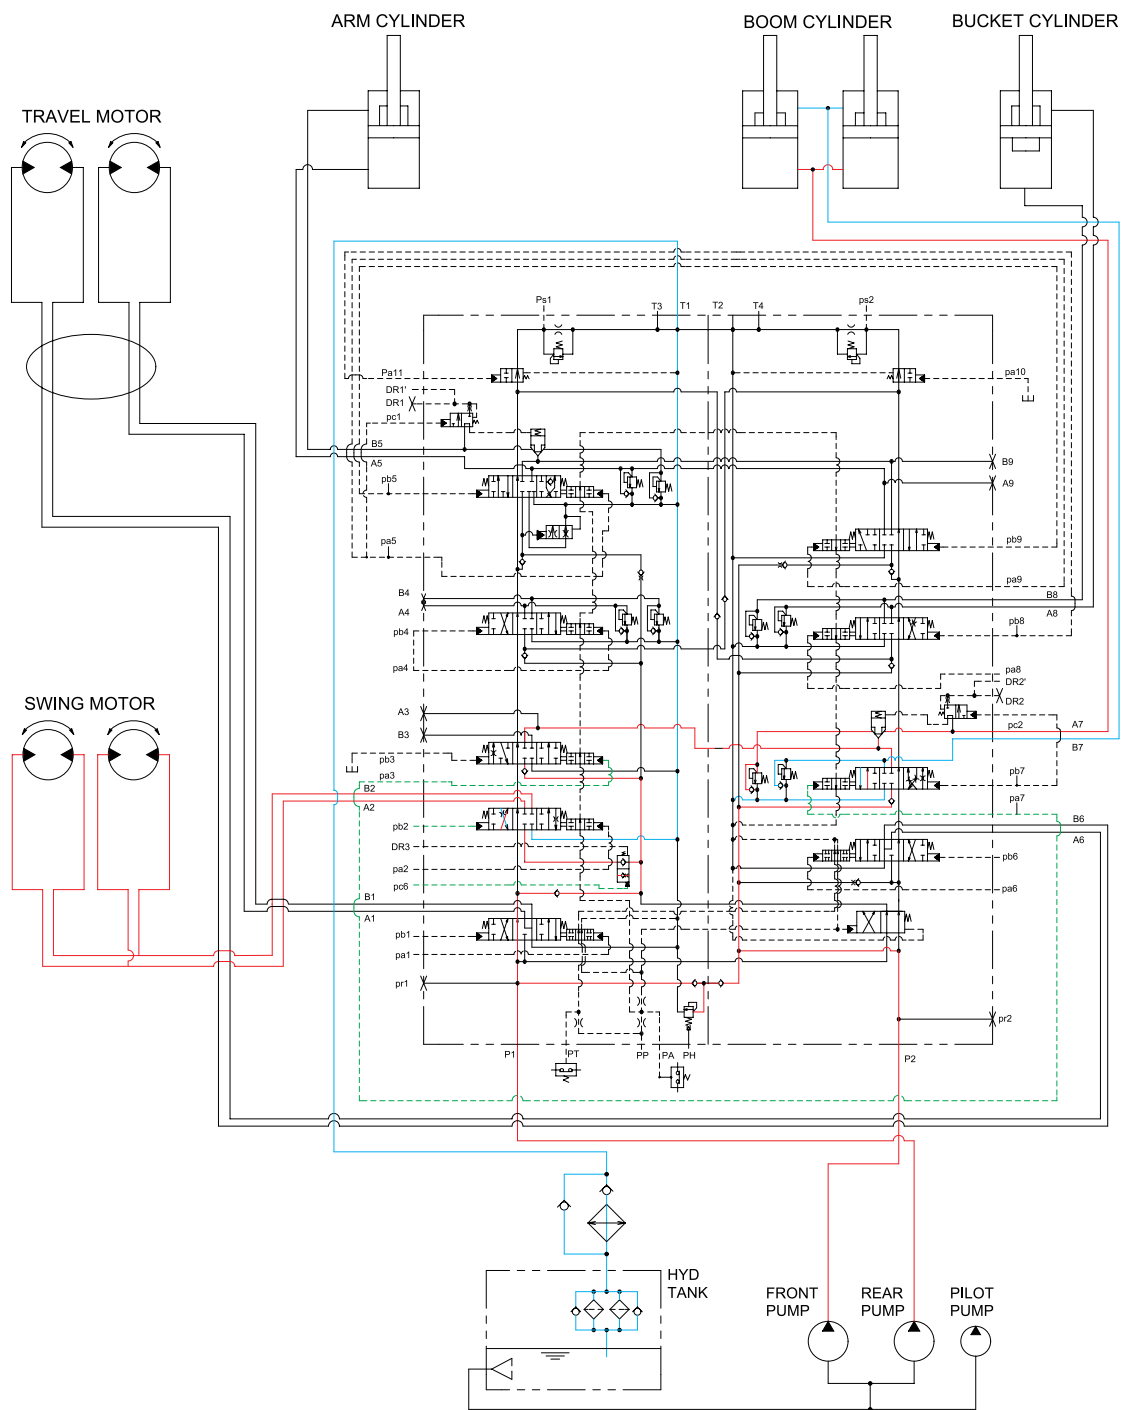 ARM CYLINDER
BOOM CYLINDER
BUCKET CYLINDER
TRAVEL MOTOR
Ps1
T3
T1
T2
T4
ps2
Pa11
pa10
DR1'
DR1
pc1
B5
A5
B9
A9
pb5
pb9
pa5
pa9
B4
A4
B8
A8
pb4
pb8
pa4
pa8
DR2'
DR2
SWING MOTOR
A3
B3
pc2
A7
B7
pb3
pa3
pb7
pa7
B2
A2
pb2
B6
A6
DR3
pb6
pa2
pc6
pa6
B1
A1
pb1
pa1
pr1
pr2
P1
PT
PP
PA
PH
P2
HYD
TANK
FRONT
PUMP
REAR
PUMP
PILOT
PUMP